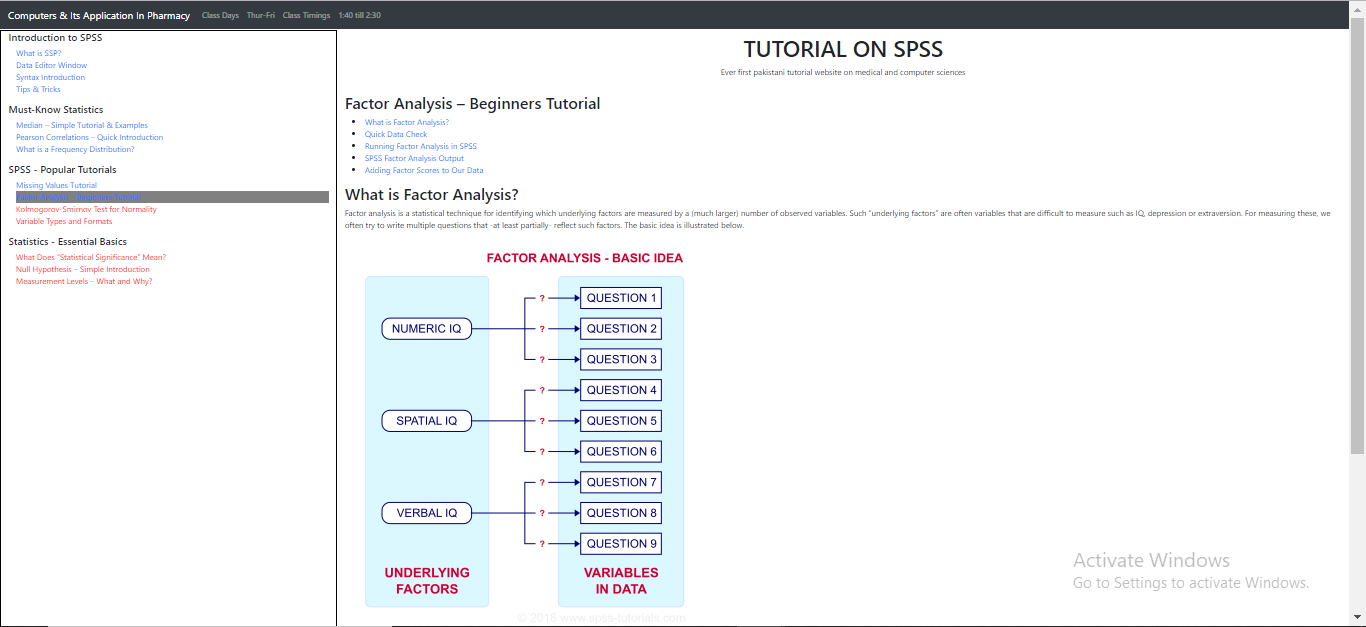 Computers & Its Application In Pharmacy Class Days Thur-Fri Class Timings 1:40 till 2:30
Introduction to SPSS
What is SSP?
Data Editor Window
Syntax Introduction
Tips & Tricks
Must-Know Statistics
Median – Simple Tutorial & Examples
Pearson Correlations – Quick Introduction
What is a Frequency Distribution?
SPSS - Popular Tutorials
Missing Values Tutorial
Factor Analysis – Beginners Tutorial
Kolmogorov-Smirnov Test for Normality
Variable Types and Formats
Statistics - Essential Basics
What Does "Statistical Significance" Mean?
Null Hypothesis – Simple Introduction
Measurement Levels – What and Why?
TUTORIAL ON SPSS
Ever first pakistani tutorial website on medical and computer sciences
Factor Analysis – Beginners Tutorial
What is Factor Analysis?
Quick Data Check
Running Factor Analysis in SPSS
SPSS Factor Analysis Output
Adding Factor Scores to Our Data
What is Factor Analysis?
Factor analysis is a statistical technique for identifying which underlying factors are measured by a (much larger) number of observed variables. Such "underlying factors" are often variables that are difficult to measure such as IQ, depression or extraversion. For measuring these, we
often try to write multiple questions that -at least partially- reflect such factors. The basic idea is illustrated below.
FACTOR ANALYSIS - BASIC IDEA
? QUESTION 1
NUMERIC IQ ? QUESTION 2
? QUESTION 3
? QUESTION 4
SPATIAL IQ ? QUESTION 5
? QUESTION 6
? QUESTION 7
VERBAL IQ ? QUESTION 8
? QUESTION 9
UNDERLYING
FACTORS
VARIABLES
IN DATA
© 2018 www.spss-tutorials.com
Activate Windows
Go to Settings to activate Windows.